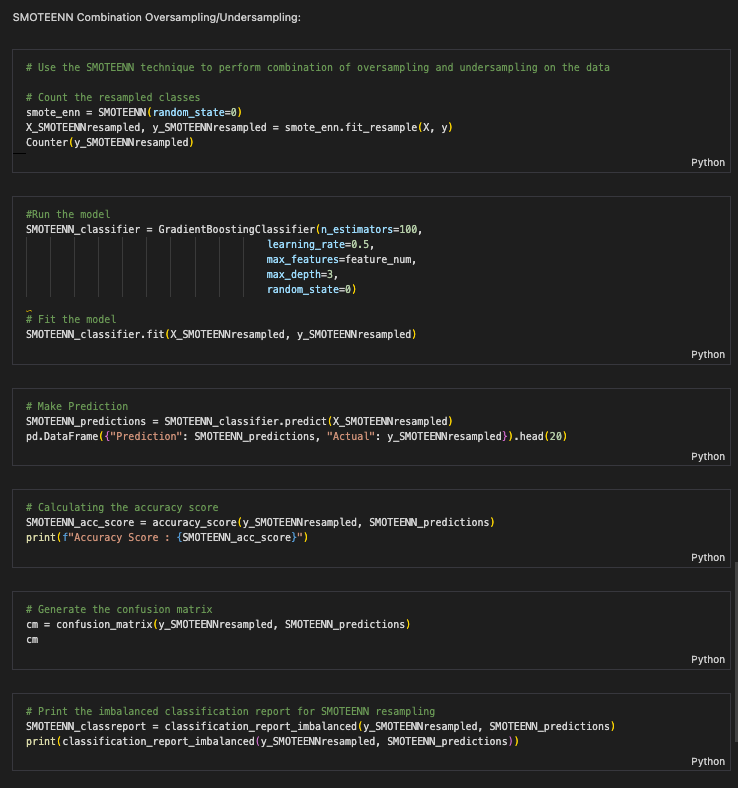 SMOTEENN Combination Oversampling/Undersampling:
# Use the SMOTEENN technique to perform combination of oversampling and undersampling on the data
# Count the resampled classes
smote_enn = SMOTEENN(random_state=0)
X_SMOTEENNresampled, y_SMOTEENNresampled = smote_enn.fit_resample(X, y)
Counter(y_SMOTEENNresampled)
Python
#Run the model
SMOTEENN_classifier = GradientBoostingClassifier(n_estimators=100,
learning_rate=0.5,
max_features=feature_num,
max_depth=3,
random_state=0)
# Fit the model
SMOTEENN_classifier.fit(X_SMOTEENNresampled, y_SMOTEENNresampled)
Python
# Make Prediction
SMOTEENN_predictions = SMOTEENN_classifier.predict(X_SMOTEENNresampled)
pd.DataFrame({"Prediction": SMOTEENN_predictions, "Actual": y_SMOTEENNresampled}).head(20)
Python
# Calculating the accuracy score
SMOTEENN_acc_score = accuracy_score(y_SMOTEENNresampled, SMOTEENN_predictions)
print(f"Accuracy Score : {SMOTEENN_acc_score}")
Python
# Generate the confusion matrix
cm = confusion_matrix(y_SMOTEENNresampled, SMOTEENN_predictions)
cm
Python
# Print the imbalanced classification report for SMOTEENN resampling
SMOTEENN_classreport = classification_report_imbalanced(y_SMOTEENNresampled, SMOTEENN_predictions)
print(classification_report_imbalanced(y_SMOTEENNresampled, SMOTEENN_predictions))
Python